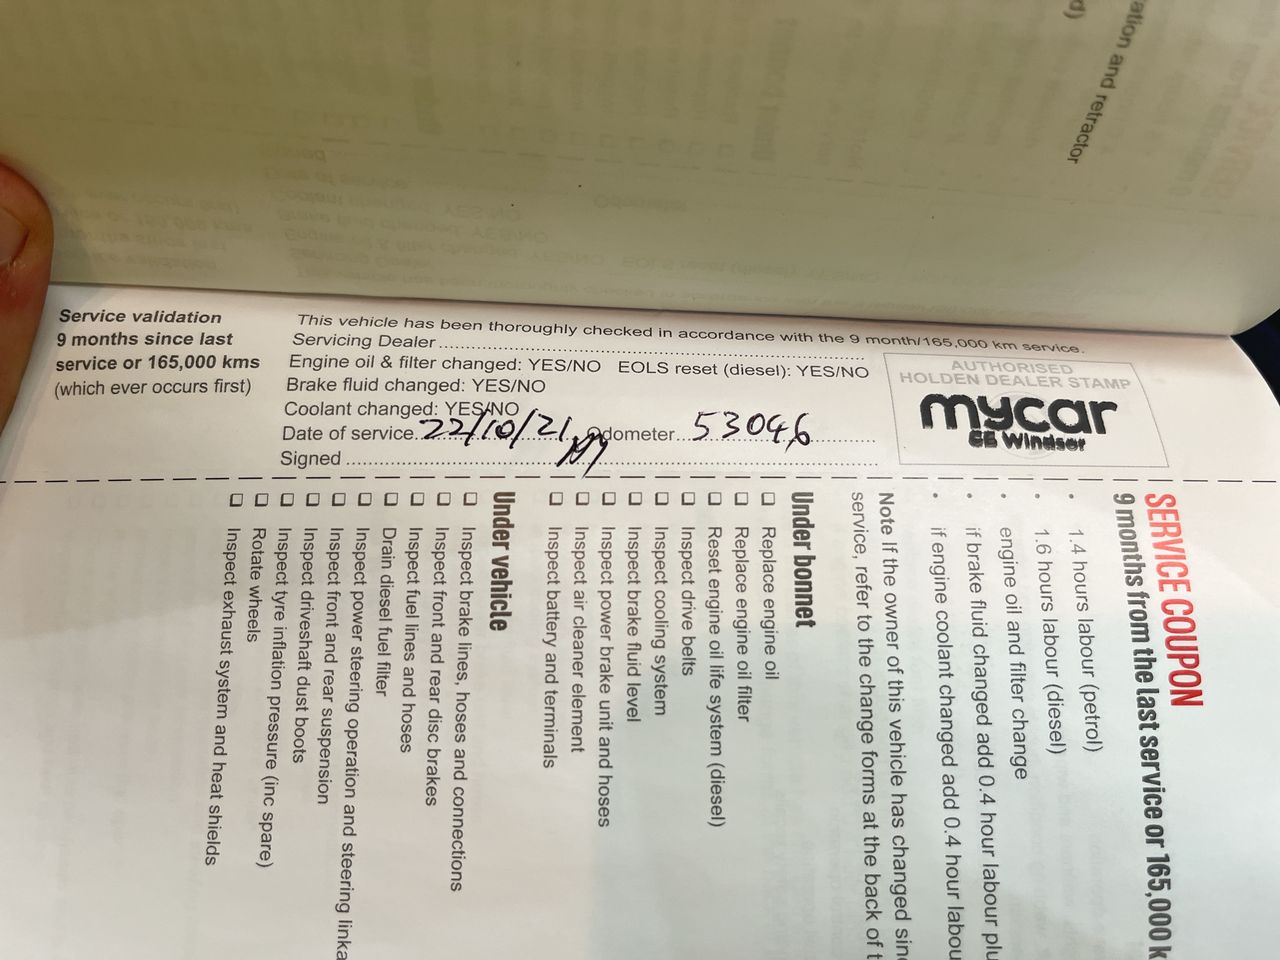 ation and retractor
d)
Service validation
9 months since last
service or 165,000 kms
(which ever occurs first)
This vehicle has been thoroughly checked in accordance with the 9 month/165,000 km service.
Servicing Dealer
Engine oil & filter changed: YES/NO EOLS reset (diesel): YES/NO
Brake fluid changed: YES/NO
Coolant changed: YES/NO
Date of service 22/10/21 Odometer 53046
Signed
AUTHORISED
HOLDEN DEALER STAMP
mycar
Windsor
SERVICE COUPON
9 months from the last service or 165,000 k
• 1.4 hours labour (petrol)
• 1.6 hours labour (diesel)
• engine oil and filter change
• if brake fluid changed add 0.4 hour labour plu
• if engine coolant changed add 0.4 hour labou
Note If the owner of this vehicle has changed sin
service, refer to the change forms at the back of t
Under bonnet
Replace engine oil
Replace engine oil filter
Reset engine oil life system (diesel)
Inspect drive belts
Inspect cooling system
Inspect brake fluid level
Inspect power brake unit and hoses
Inspect air cleaner element
Inspect battery and terminals
Under vehicle
Inspect brake lines, hoses and connections
Inspect front and rear disc brakes
Inspect fuel lines and hoses
Drain diesel fuel filter
Inspect power steering operation and steering linka
Inspect front and rear suspension
Inspect driveshaft dust boots
Inspect tyre inflation pressure (inc spare)
Rotate wheels
Inspect exhaust system and heat shields